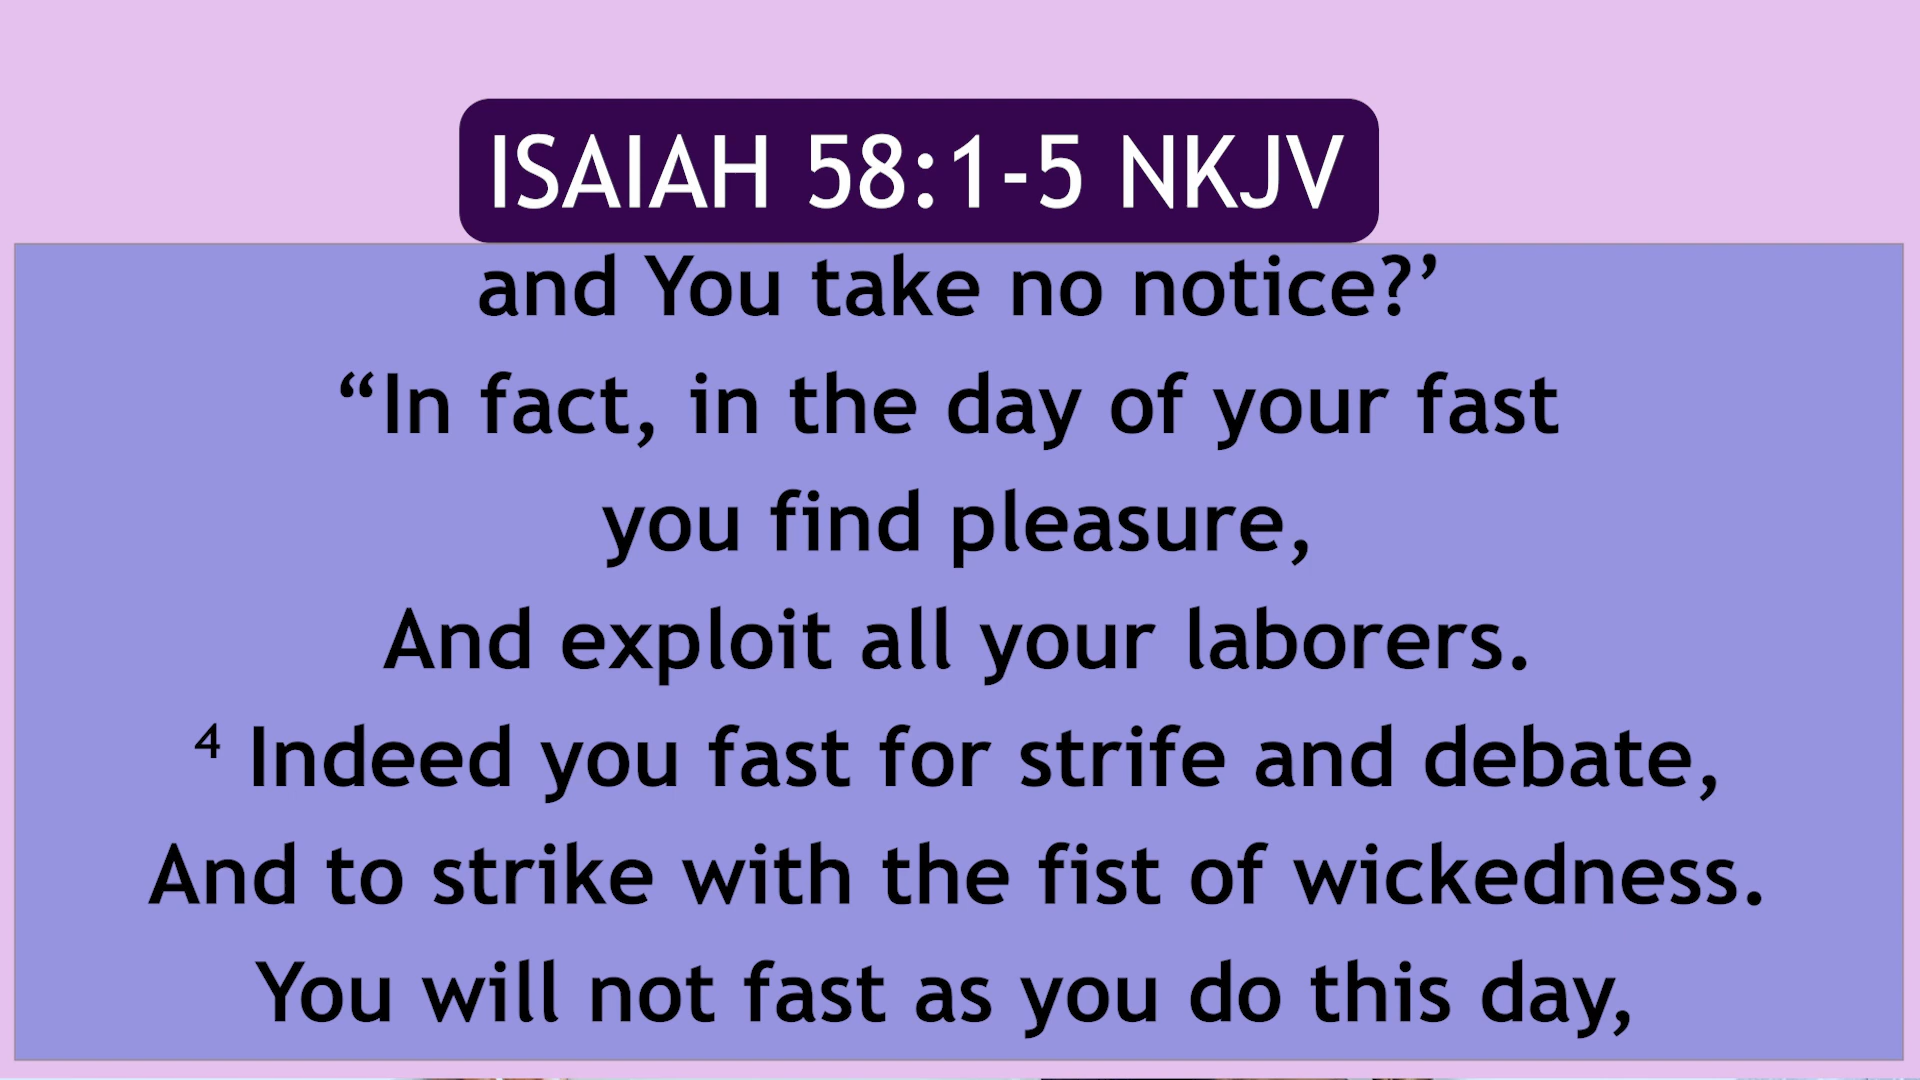 ISAIAH 58:1-5 NKJV
and You take no notice?’
“In fact, in the day of your fast
you find pleasure,
And exploit all your laborers.
⁴ Indeed you fast for strife and debate,
And to strike with the fist of wickedness.
You will not fast as you do this day,